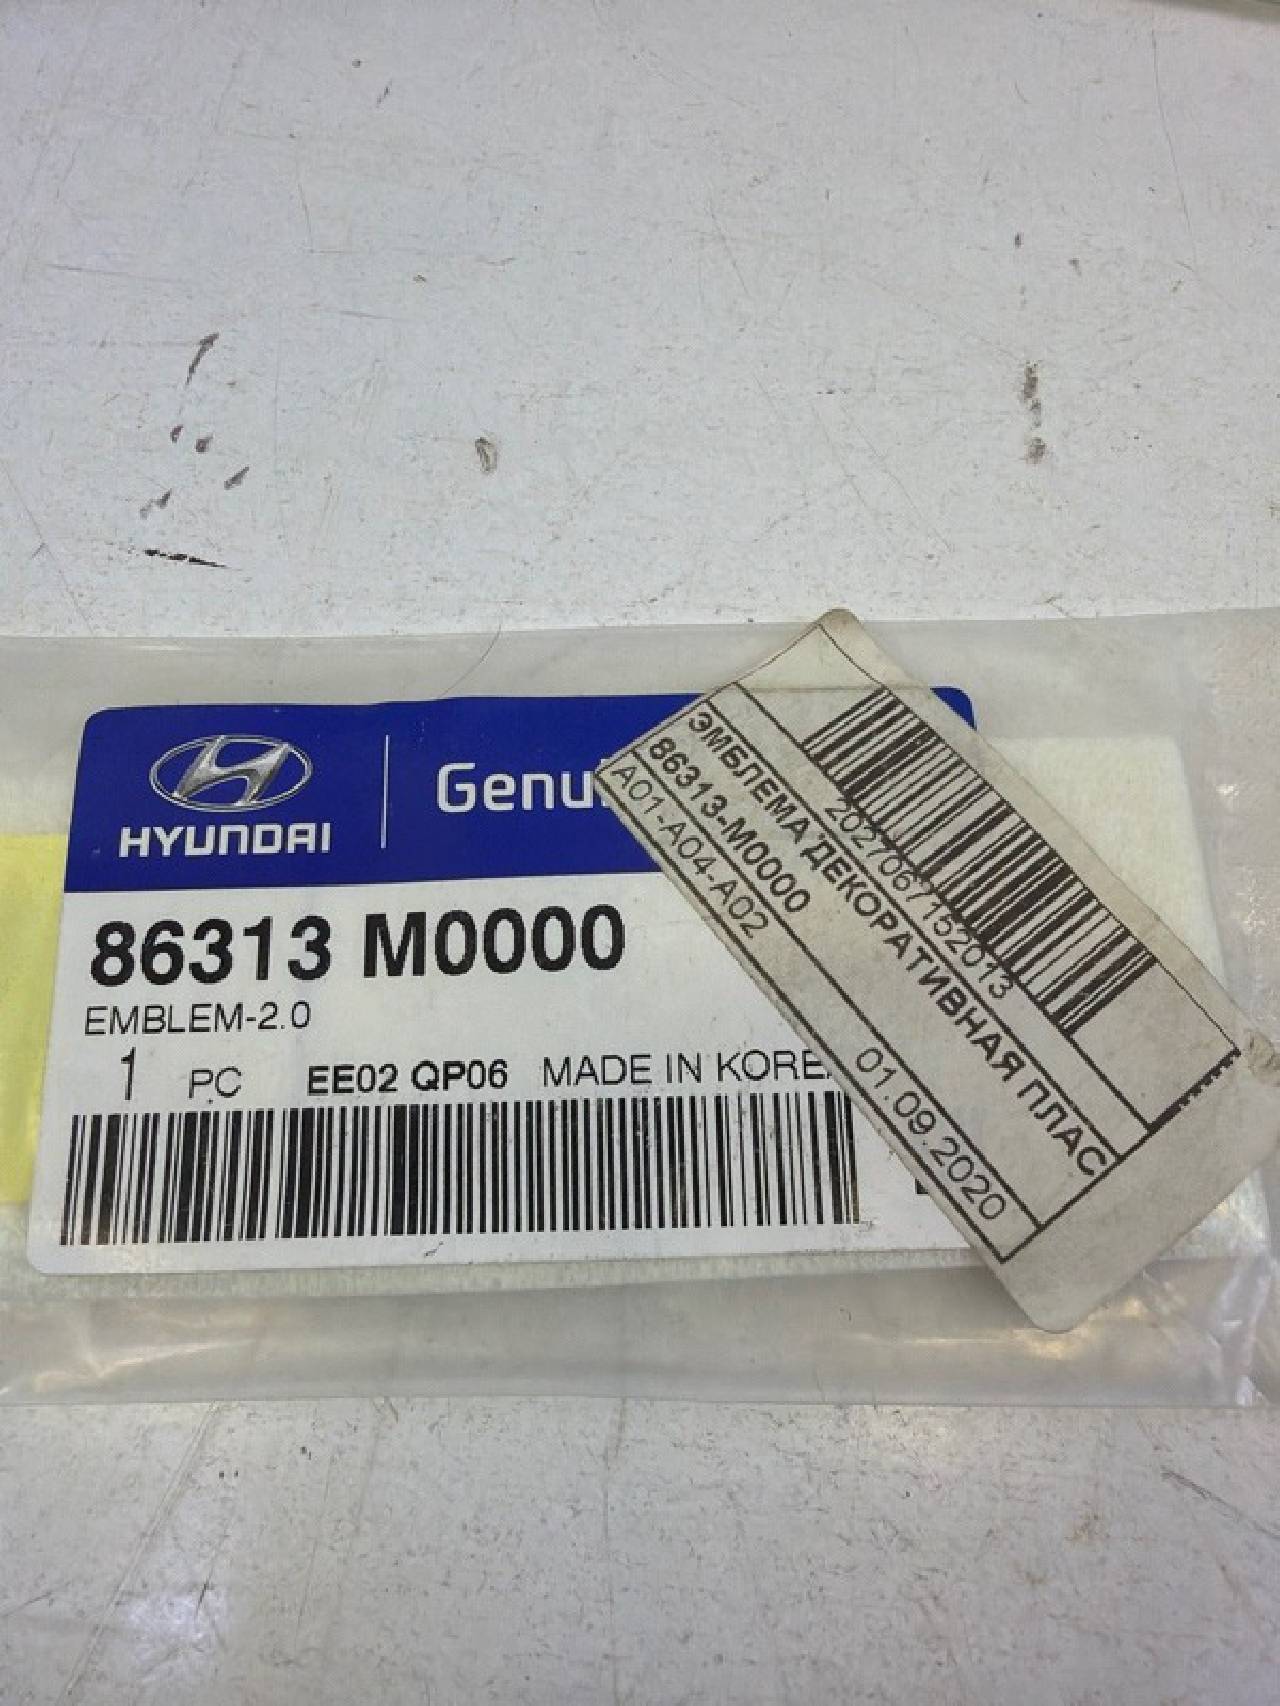 HYUNDAI
Genu
86313 M0000
EMBLEM-2.0
1 PC EE02 QP06 MADE IN KORE
2027067152013
ЭМБЛЕМА ДЕКОРАТИВНАЯ ПЛАС
86313-M0000
A01-A04-A02
01.09.2020